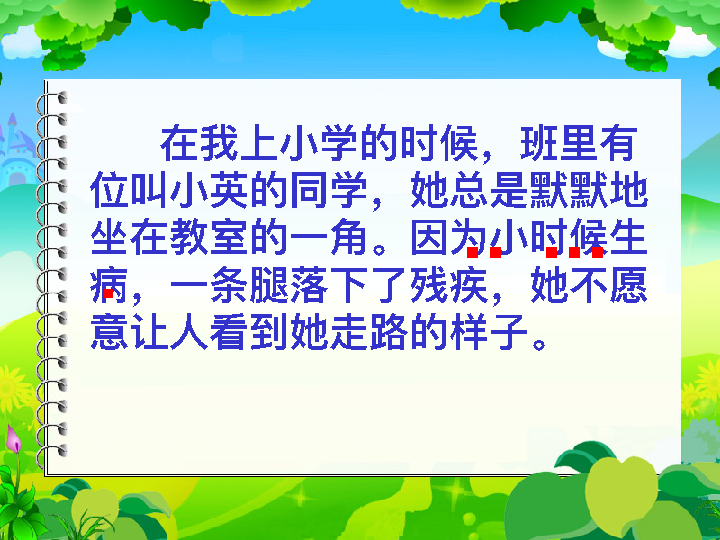 在我上小学的时候，班里有
位叫小英的同学，她总是默默地
坐在教室的一角。因为小时候生
病，一条腿落下了残疾，她不愿
意让人看到她走路的样子。